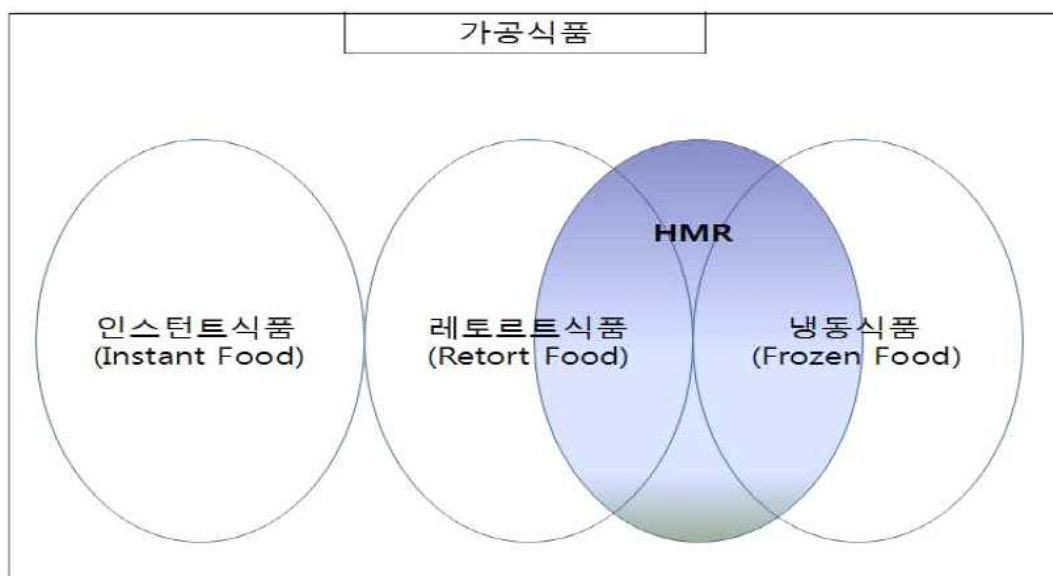 가공식품
HMR
인스턴트식품
(Instant Food)
레토르트식품
(Retort Food)
냉동식품
(Frozen Food)